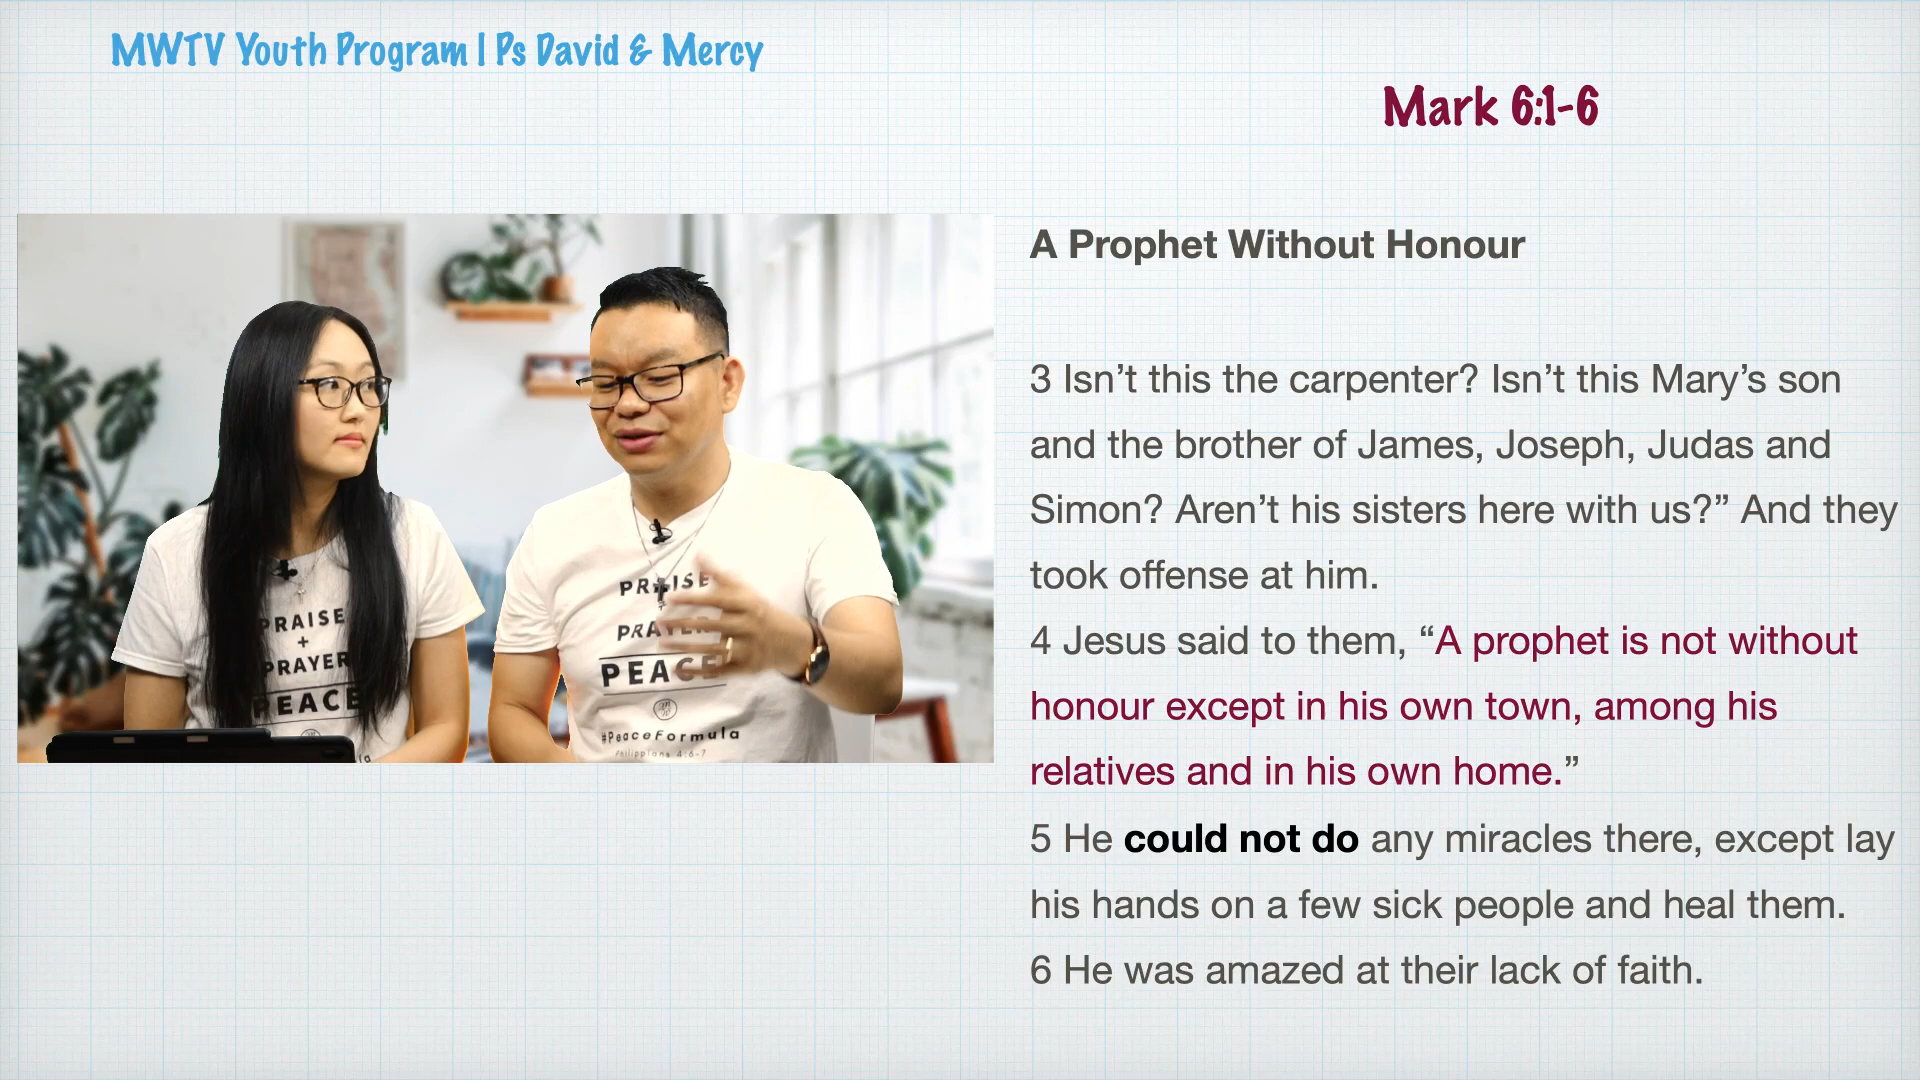 MWTV Youth Program | Ps David & Mercy
Mark 6:1-6
A Prophet Without Honour
3 Isn’t this the carpenter? Isn’t this Mary’s son
and the brother of James, Joseph, Judas and
Simon? Aren’t his sisters here with us?” And they
took offense at him.
4 Jesus said to them, “A prophet is not without
honour except in his own town, among his
relatives and in his own home.”
5 He could not do any miracles there, except lay
his hands on a few sick people and heal them.
6 He was amazed at their lack of faith.
PRAISE
+
PRAYER
PEACE
PRAISE
PRAYER
PEACE
#PeaceFormula
Philippians 4:6-7